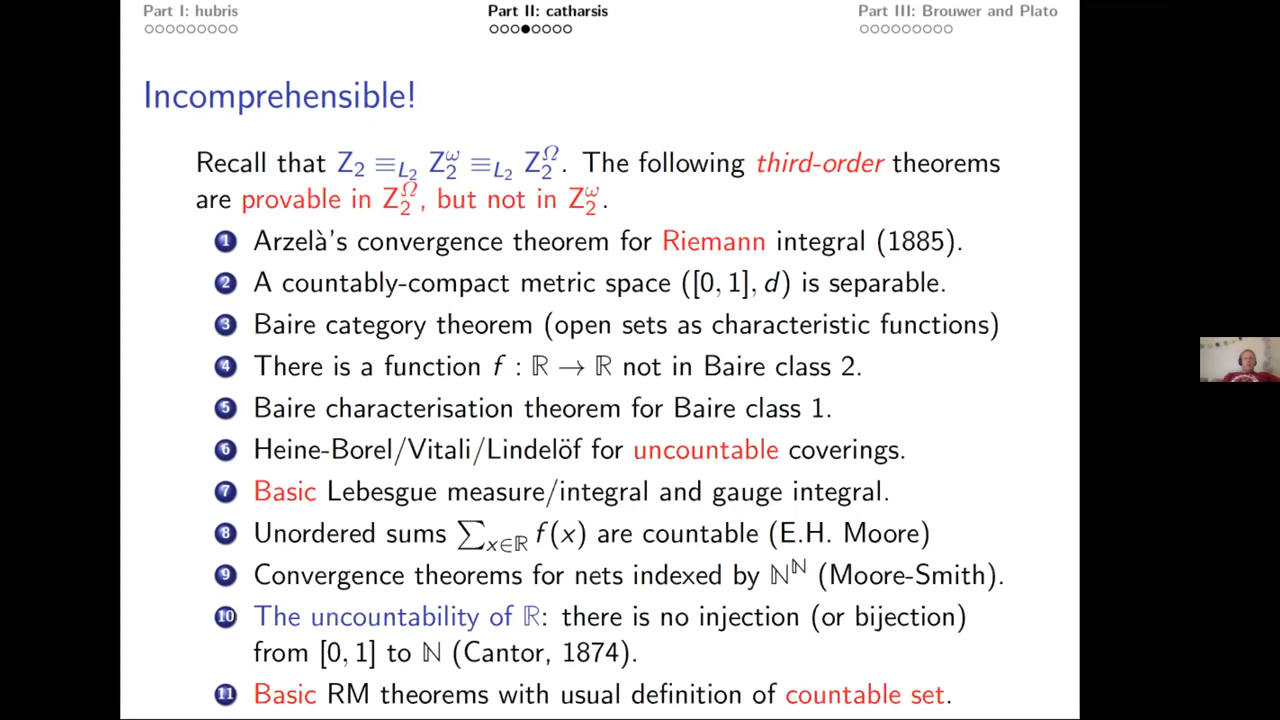 Part I: hubris
Part II: catharsis
Part III: Brouwer and Plato
Incomprehensible!
Recall that Z₂ ≡_{L₂} Z₂^ω ≡_{L₂} Z₂^Ω. The following third-order theorems
are provable in Z₂^Ω, but not in Z₂^ω.
1 Arzelà's convergence theorem for Riemann integral (1885).
2 A countably-compact metric space ([0, 1], d) is separable.
3 Baire category theorem (open sets as characteristic functions)
4 There is a function f : ℝ → ℝ not in Baire class 2.
5 Baire characterisation theorem for Baire class 1.
6 Heine-Borel/Vitali/Lindelöf for uncountable coverings.
7 Basic Lebesgue measure/integral and gauge integral.
8 Unordered sums ∑_{x∈ℝ} f(x) are countable (E.H. Moore)
9 Convergence theorems for nets indexed by ℕ^ℕ (Moore-Smith).
10 The uncountability of ℝ: there is no injection (or bijection)
from [0, 1] to ℕ (Cantor, 1874).
11 Basic RM theorems with usual definition of countable set.